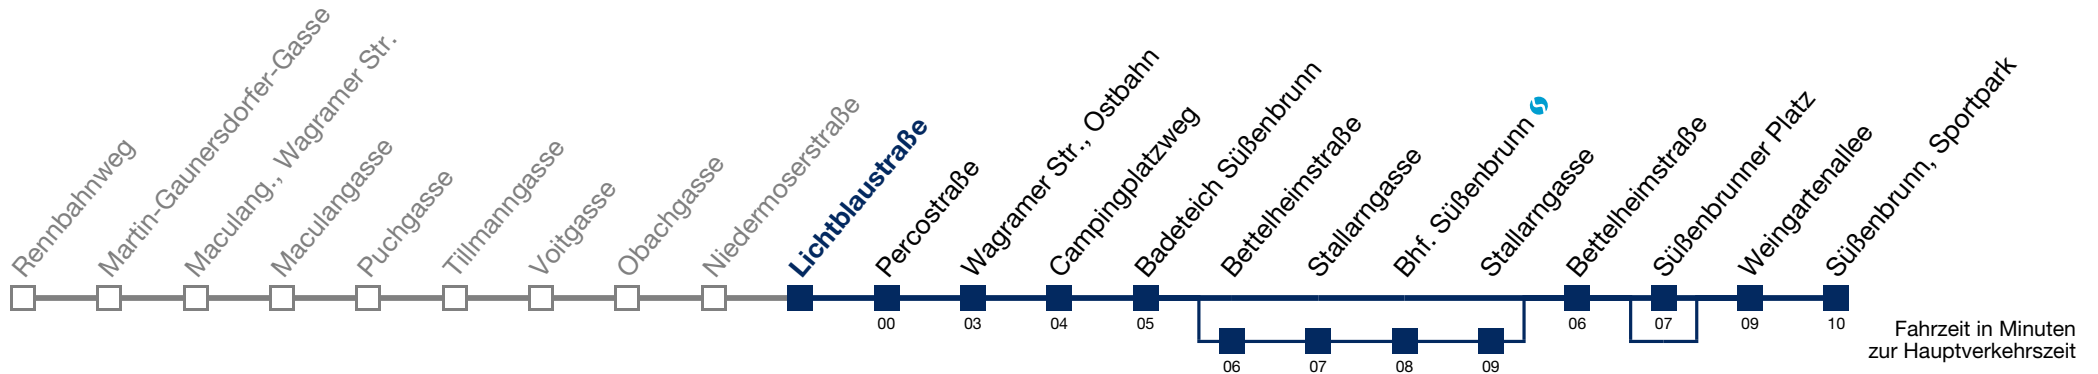 Rennbahnweg
Martin-Gaunersdorfer-Gasse
Maculang., Wagramer Str.
Maculangasse
Puchgasse
Tillmanngasse
Voitgasse
Obachgasse
Niedermoserstraße
Lichtblaustraße
Percostraße
Wagramer Str., Ostbahn
Campingplatzweg
Badeteich Süßenbrunn
Bettelheimstraße
Stallarngasse
Bhf. Süßenbrunn
Stallarngasse
Bettelheimstraße
Süßenbrunner Platz
Weingartenallee
Süßenbrunn, Sportpark
00 03 04 05 06 07 09 10
06 07 08 09
Fahrzeit in Minuten
zur Hauptverkehrszeit